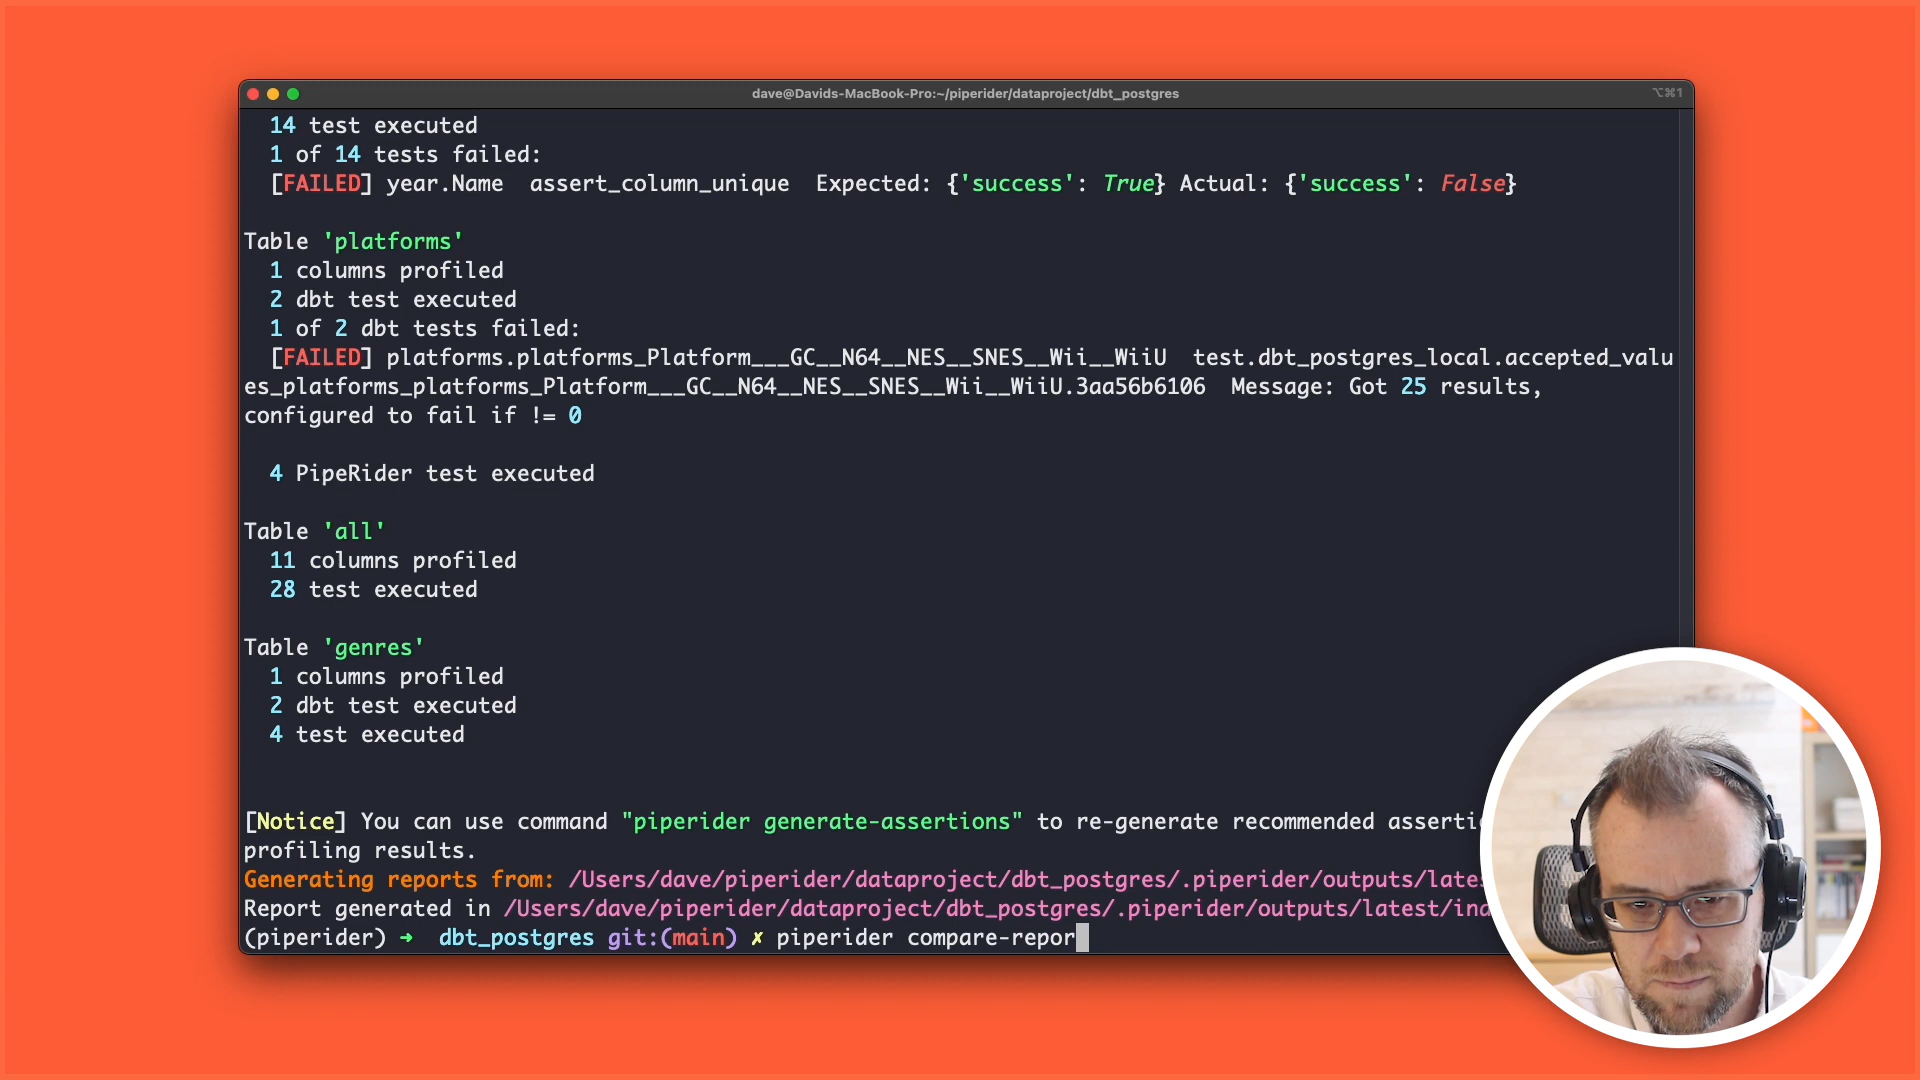 dave@Davids-MacBook-Pro:~/piperider/dataproject/dbt_postgres
⌥⌘1
14 test executed
1 of 14 tests failed:
[FAILED] year.Name assert_column_unique Expected: {'success': True} Actual: {'success': False}
Table 'platforms'
1 columns profiled
2 dbt test executed
1 of 2 dbt tests failed:
[FAILED] platforms.platforms_Platform___GC__N64__NES__SNES__Wii__WiiU test.dbt_postgres_local.accepted_valu
es_platforms_platforms_Platform___GC__N64__NES__SNES__Wii__WiiU.3aa56b6106 Message: Got 25 results,
configured to fail if != 0
4 PipeRider test executed
Table 'all'
11 columns profiled
28 test executed
Table 'genres'
1 columns profiled
2 dbt test executed
4 test executed
[Notice] You can use command "piperider generate-assertions" to re-generate recommended
profiling results.
Generating reports from: /Users/dave/piperider/dataproject/dbt_postgres/.piperider/outputs/
Report generated in /Users/dave/piperider/dataproject/dbt_postgres/.piperider/outputs/latest/
(piperider) ➜ dbt_postgres git:(main) ✗ piperider compare-repor